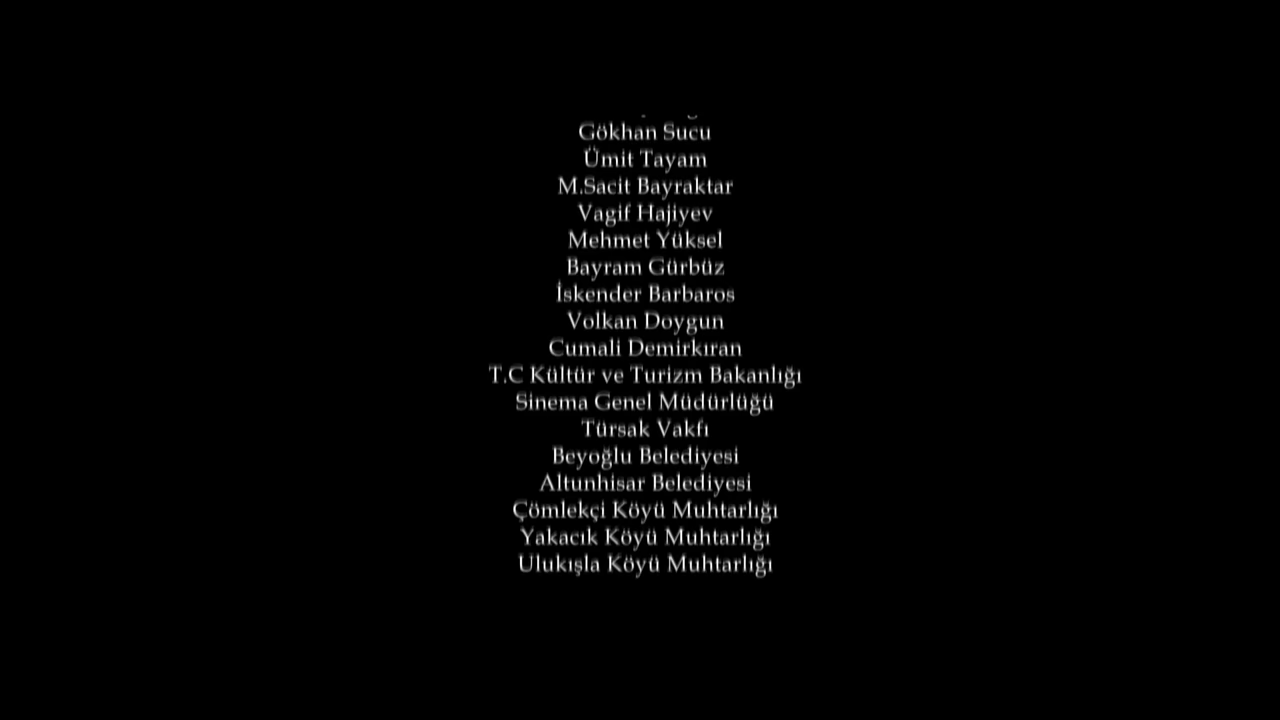 Gökhan Sucu
Ümit Tayam
M.Sacit Bayraktar
Vagif Hajiyev
Mehmet Yüksel
Bayram Gürbüz
İskender Barbaros
Volkan Doygun
Cumali Demirkıran
T.C Kültür ve Turizm Bakanlığı
Sinema Genel Müdürlüğü
Türsak Vakfı
Beyoğlu Belediyesi
Altunhisar Belediyesi
Çömlekçi Köyü Muhtarlığı
Yakacık Köyü Muhtarlığı
Ulukışla Köyü Muhtarlığı